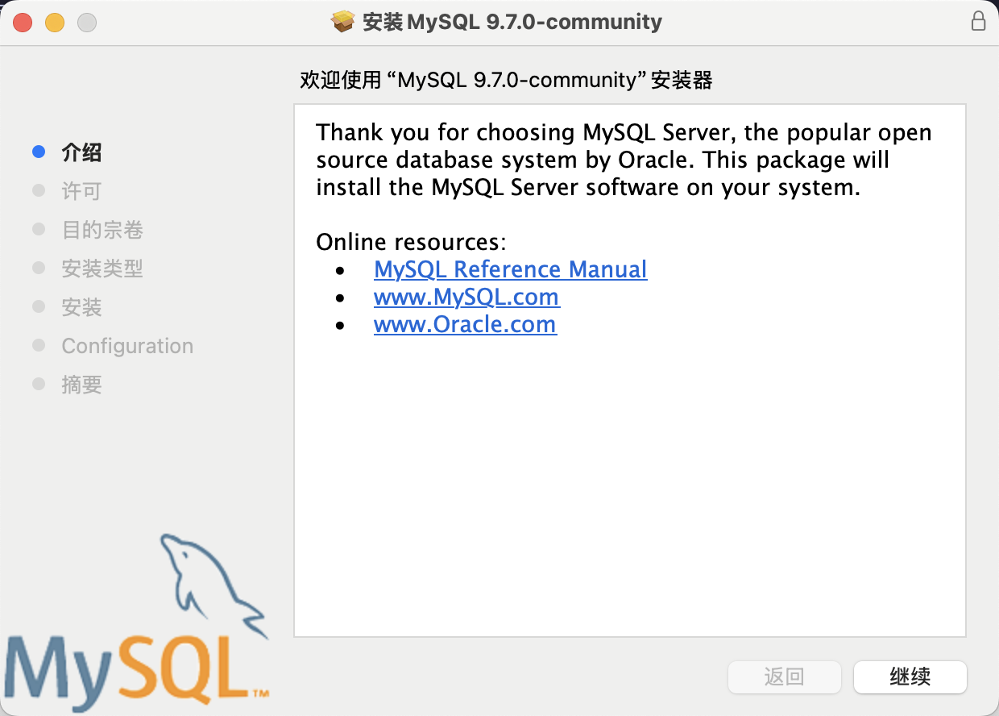 安装 MySQL 9.7.0-community
欢迎使用 “MySQL 9.7.0-community” 安装器
介绍
许可
目的宗卷
安装类型
安装
Configuration
摘要
Thank you for choosing MySQL Server, the popular open
source database system by Oracle. This package will
install the MySQL Server software on your system.
Online resources:
• MySQL Reference Manual
• www.MySQL.com
• www.Oracle.com
MySQL™
返回
继续